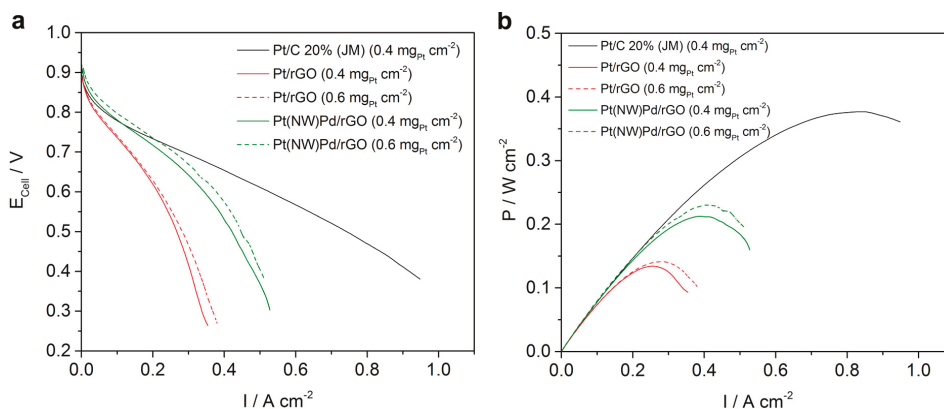 a
1.0
0.9
0.8
0.7
0.6
0.5
0.4
0.3
0.2
E_Cell / V
0.0 0.2 0.4 0.6 0.8 1.0
I / A cm⁻²
Pt/C 20% (JM) (0.4 mg_Pt cm⁻²)
Pt/rGO (0.4 mg_Pt cm⁻²)
Pt/rGO (0.6 mg_Pt cm⁻²)
Pt(NW)Pd/rGO (0.4 mg_Pt cm⁻²)
Pt(NW)Pd/rGO (0.6 mg_Pt cm⁻²)
b
0.5
0.4
0.3
0.2
0.1
0.0
P / W cm⁻²
0.0 0.2 0.4 0.6 0.8 1.0
I / A cm⁻²
Pt/C 20% (JM) (0.4 mg_Pt cm⁻²)
Pt/rGO (0.4 mg_Pt cm⁻²)
Pt/rGO (0.6 mg_Pt cm⁻²)
Pt(NW)Pd/rGO (0.4 mg_Pt cm⁻²)
Pt(NW)Pd/rGO (0.6 mg_Pt cm⁻²)